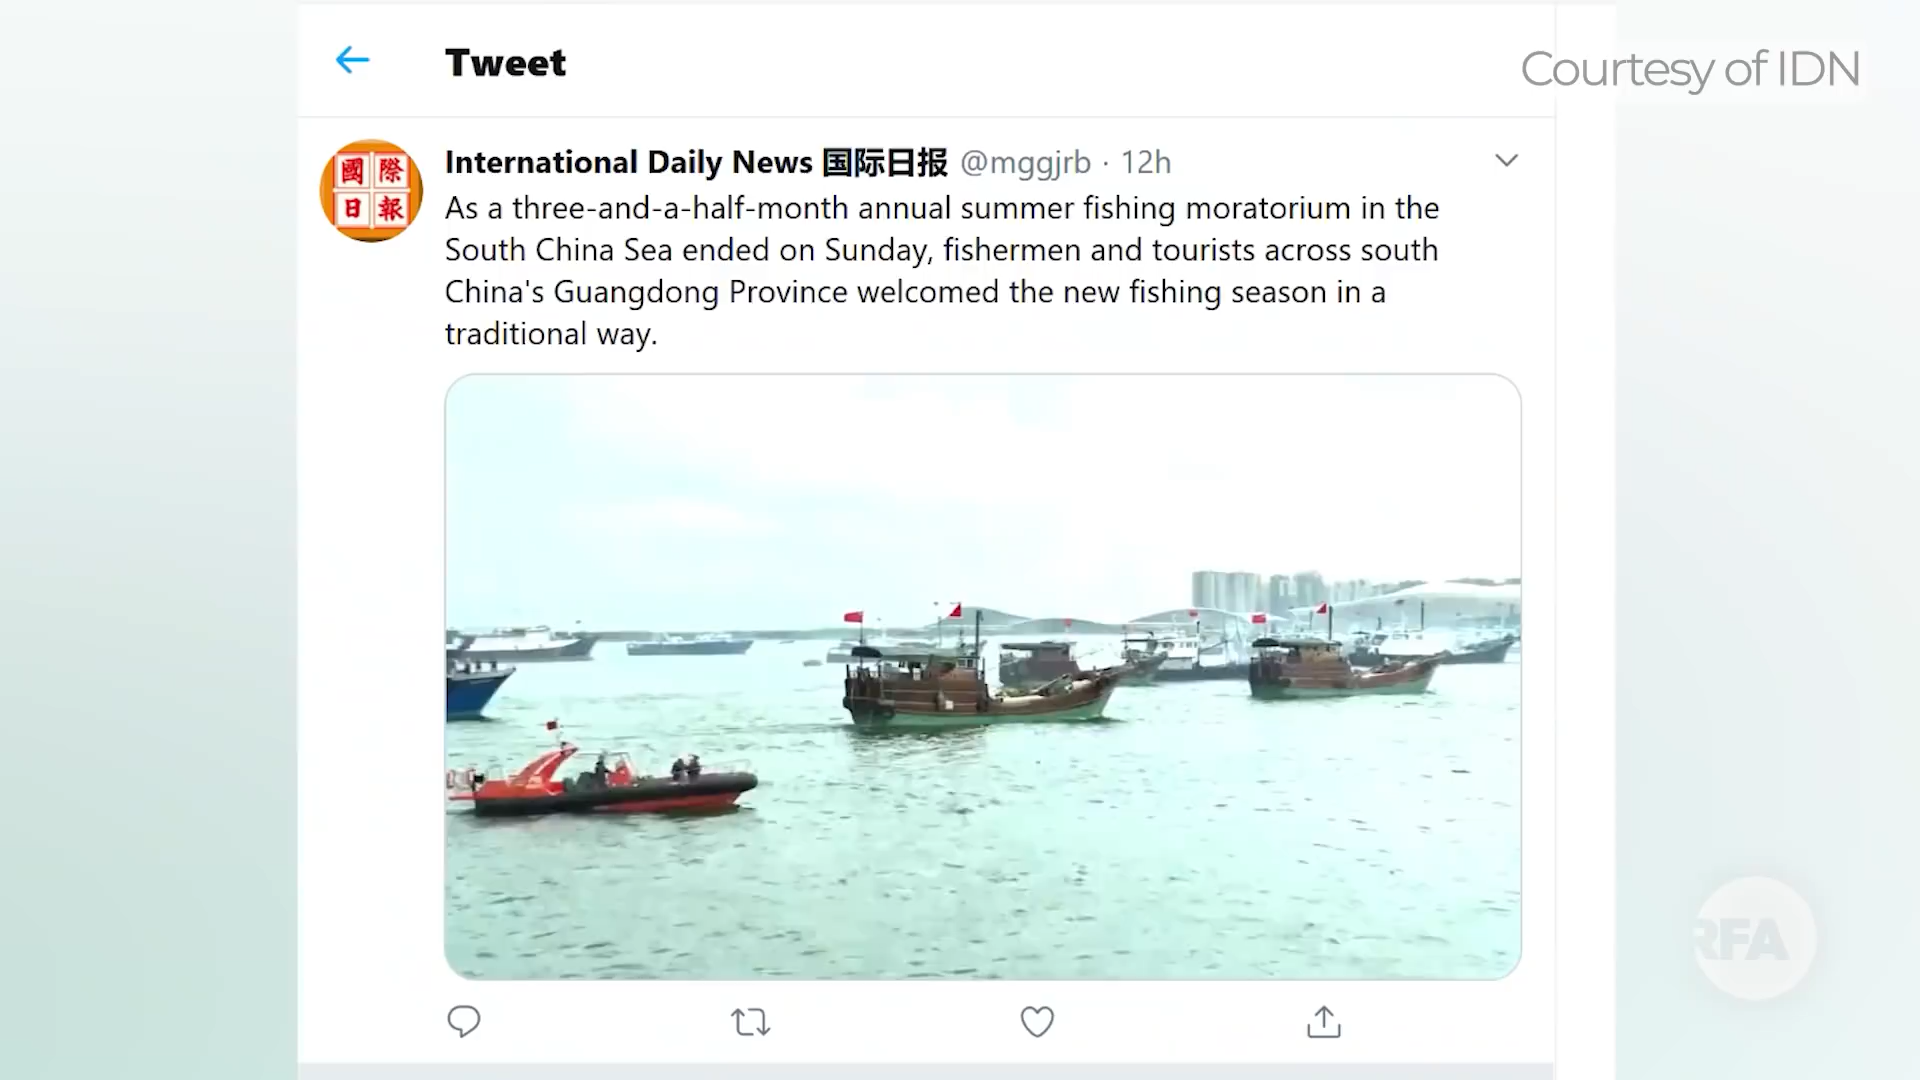 Tweet
Courtesy of IDN
國際
日報
International Daily News 国际日报 @mggjrb · 12h
As a three-and-a-half-month annual summer fishing moratorium in the
South China Sea ended on Sunday, fishermen and tourists across south
China's Guangdong Province welcomed the new fishing season in a
traditional way.
RFA